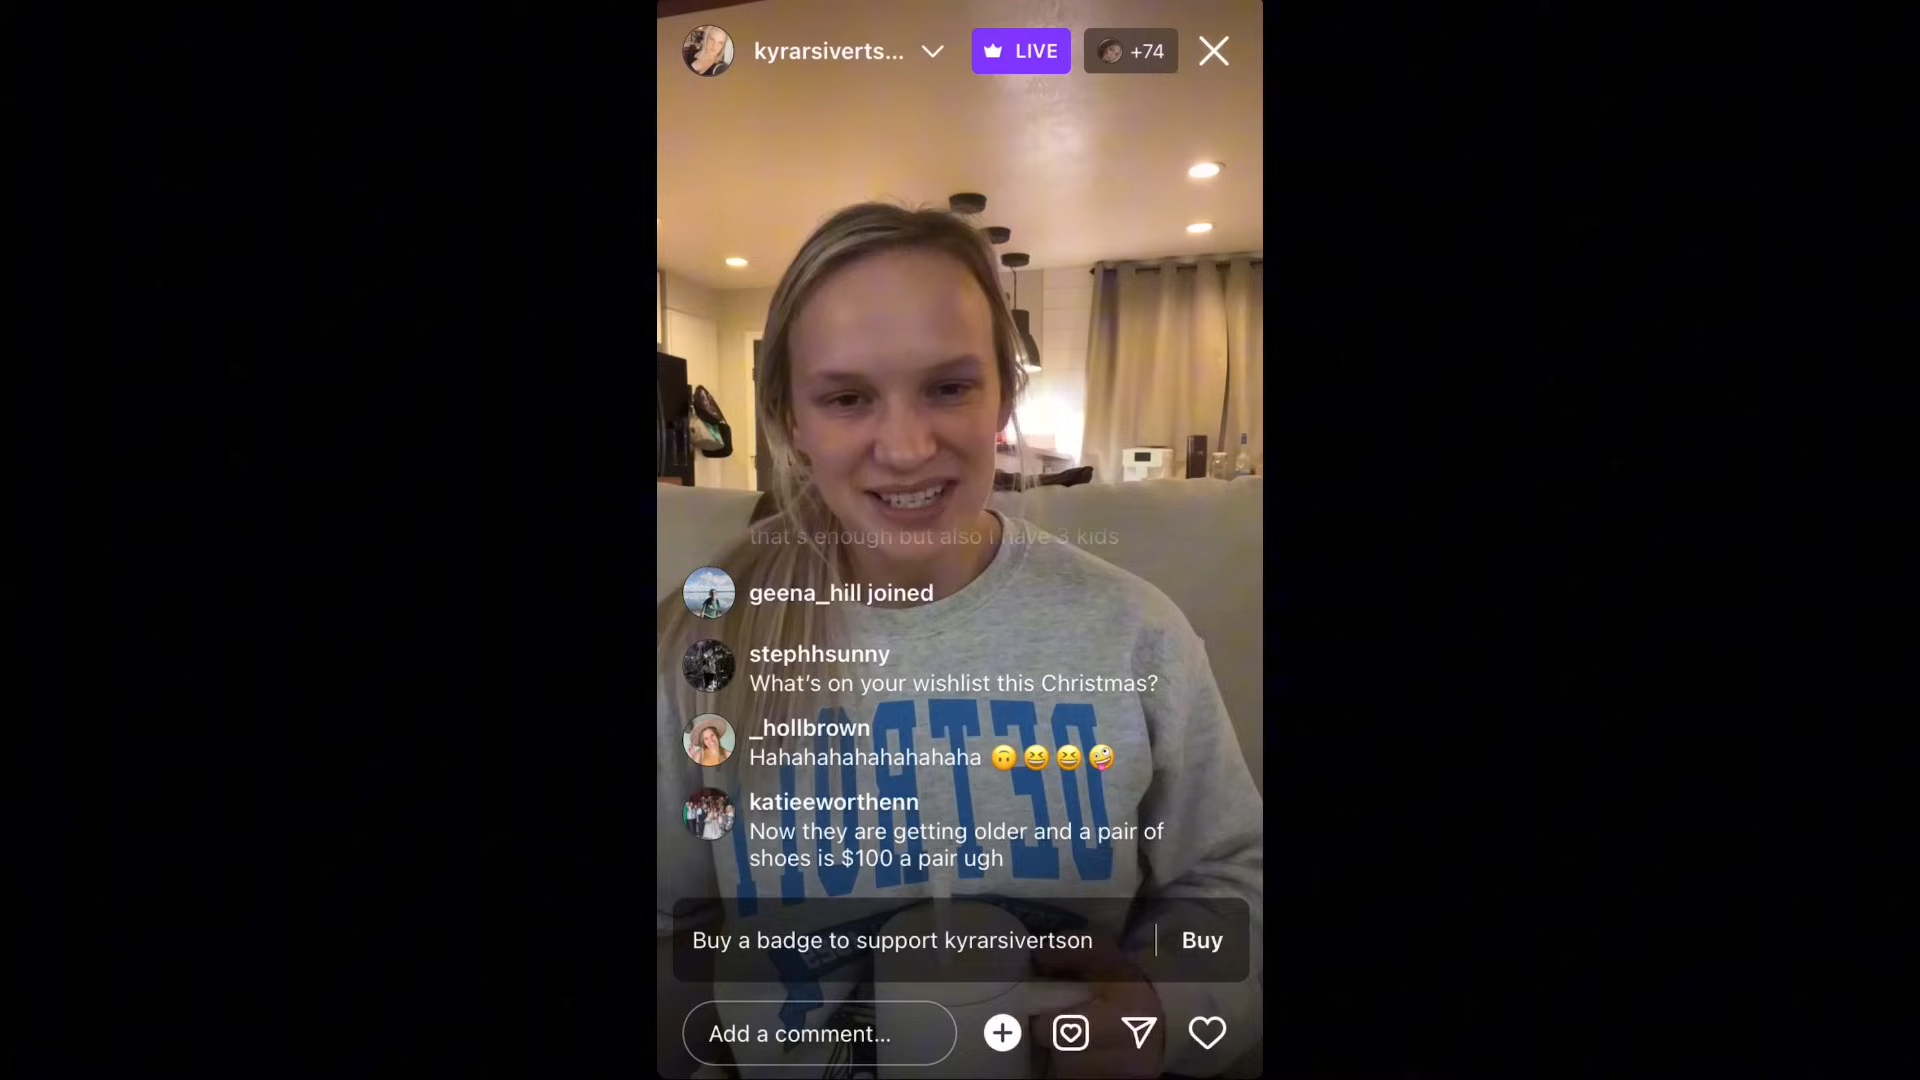 kyrarsiverts...
LIVE
+74
that's enough but also I have 3 kids
geena_hill joined
stephhsunny
What's on your wishlist this Christmas?
_hollbrown
Hahahahahahahahaha 🙃😆😆🤪
katieeworthenn
Now they are getting older and a pair of
shoes is $100 a pair ugh
DETROIT
Buy a badge to support kyrarsivertson
Buy
Add a comment...